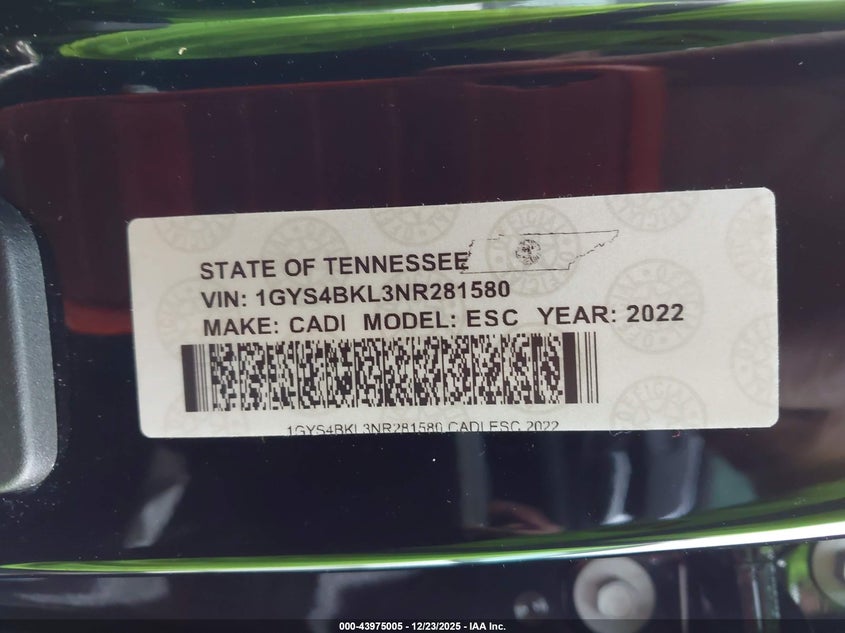 STATE OF TENNESSEE
VIN: 1GYS4BKL3NR281580
MAKE: CADI MODEL: ESC YEAR: 2022
1GYS4BKL3NR281580 CADI ESC 2022
000-43975005 - 12/23/2025 - IAA Inc.